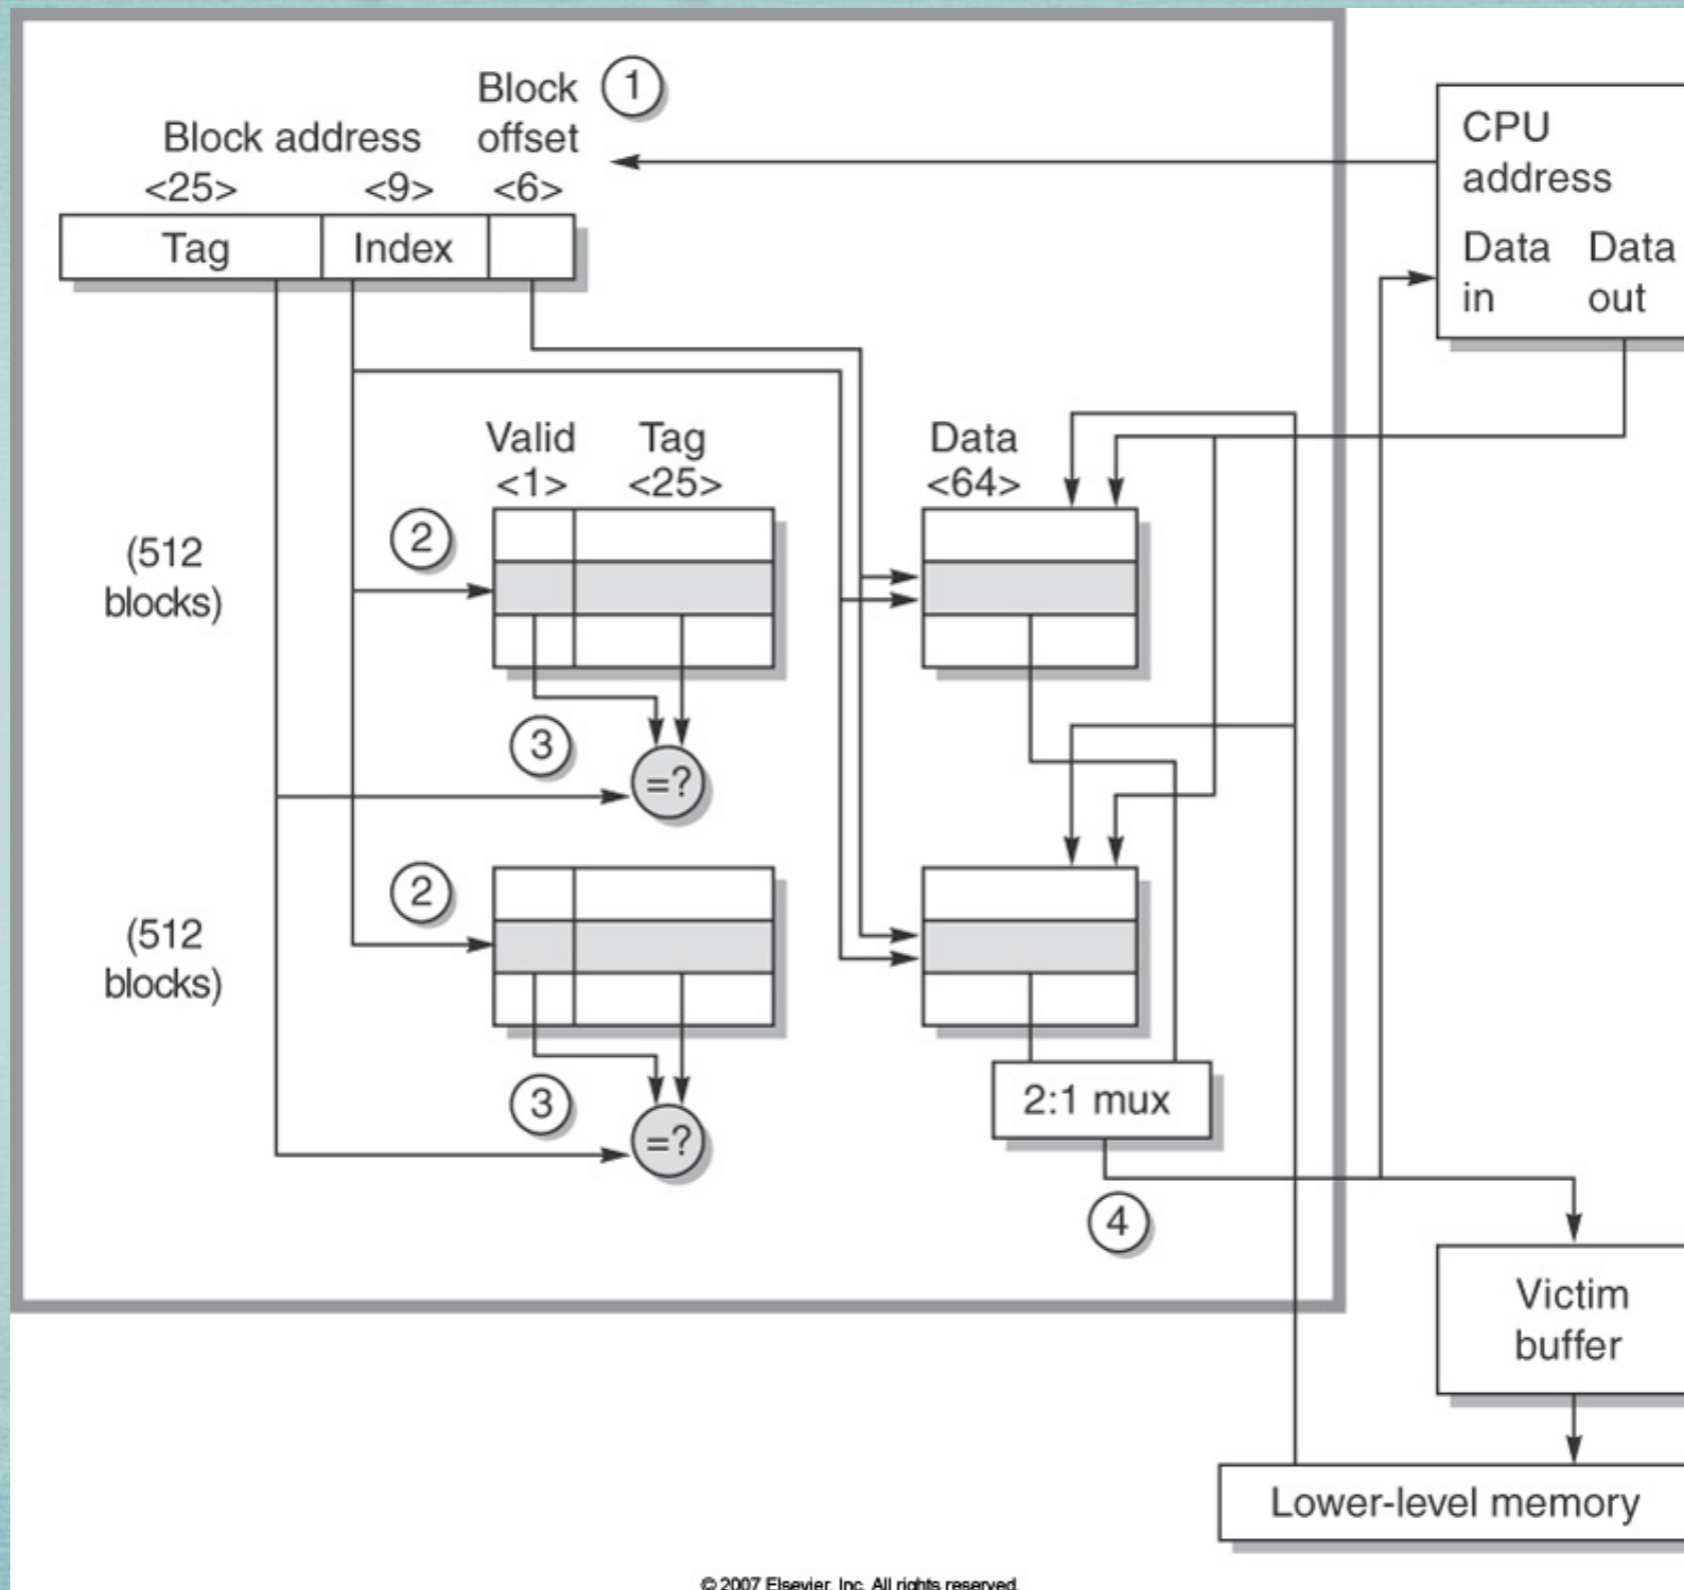 Block
offset
1
Block address
<25>
<9>
<6>
Tag
Index
CPU
address
Data
in
Data
out
Valid
<1>
Tag
<25>
Data
<64>
(512
blocks)
2
3
=?
(512
blocks)
2
3
=?
2:1 mux
4
Victim
buffer
Lower-level memory
© 2007 Elsevier, Inc. All rights reserved.